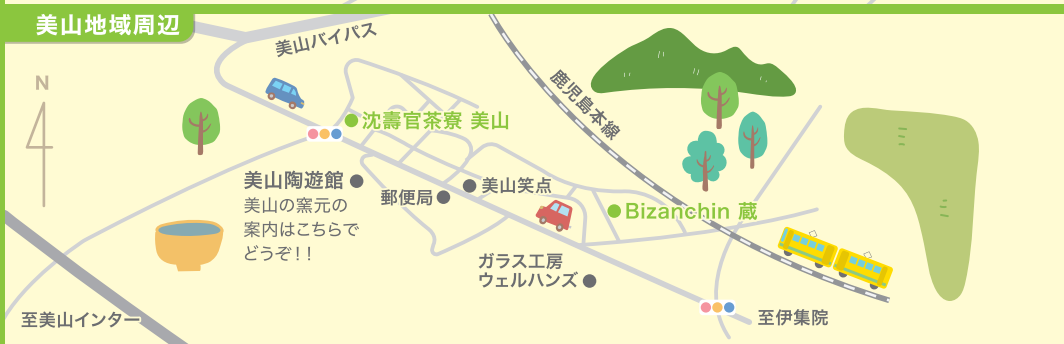 美山地域周辺
N
美山バイパス
鹿児島本線
沈壽官茶寮 美山
美山陶遊館
美山の窯元の
案内はこちらで
どうぞ!!
郵便局
美山笑点
Bizanchin 蔵
ガラス工房
ウェルハンズ
至美山インター
至伊集院